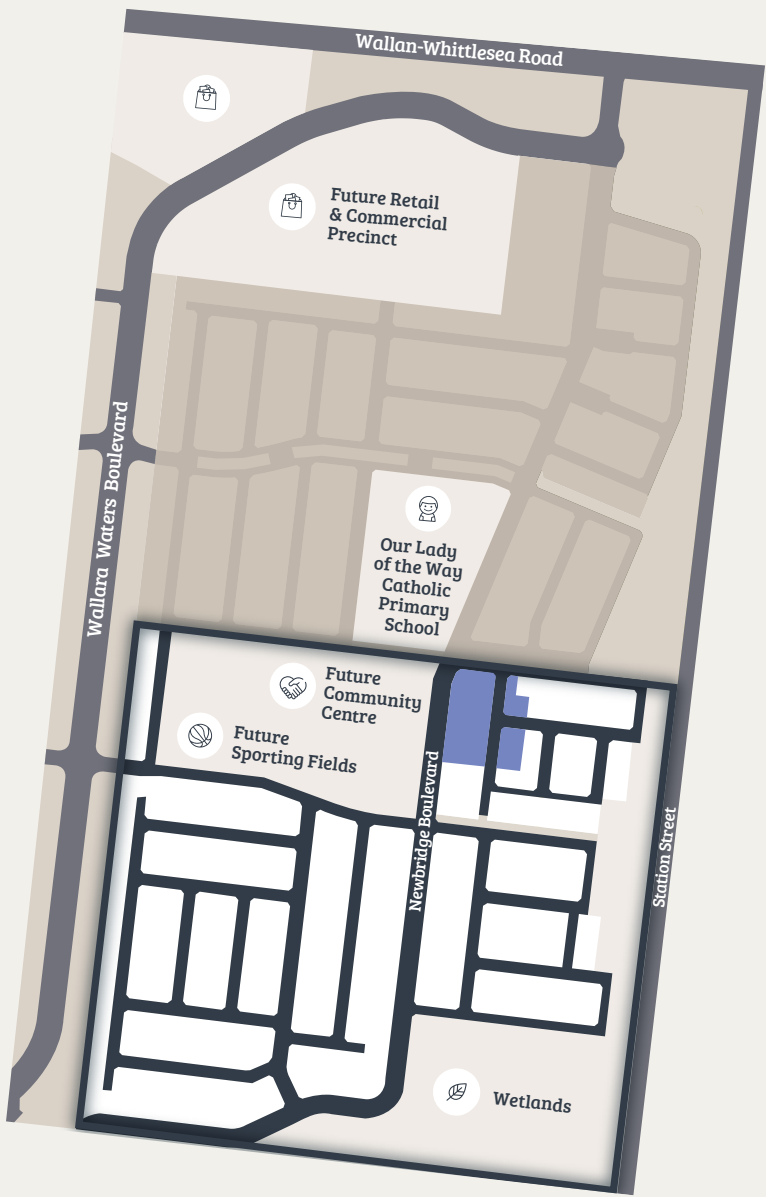 Wallan-Whittlesea Road
Future Retail
& Commercial
Precinct
Wallara Waters Boulevard
Our Lady
of the Way
Catholic
Primary
School
Future
Community
Centre
Future
Sporting Fields
Newbridge Boulevard
Station Street
Wetlands